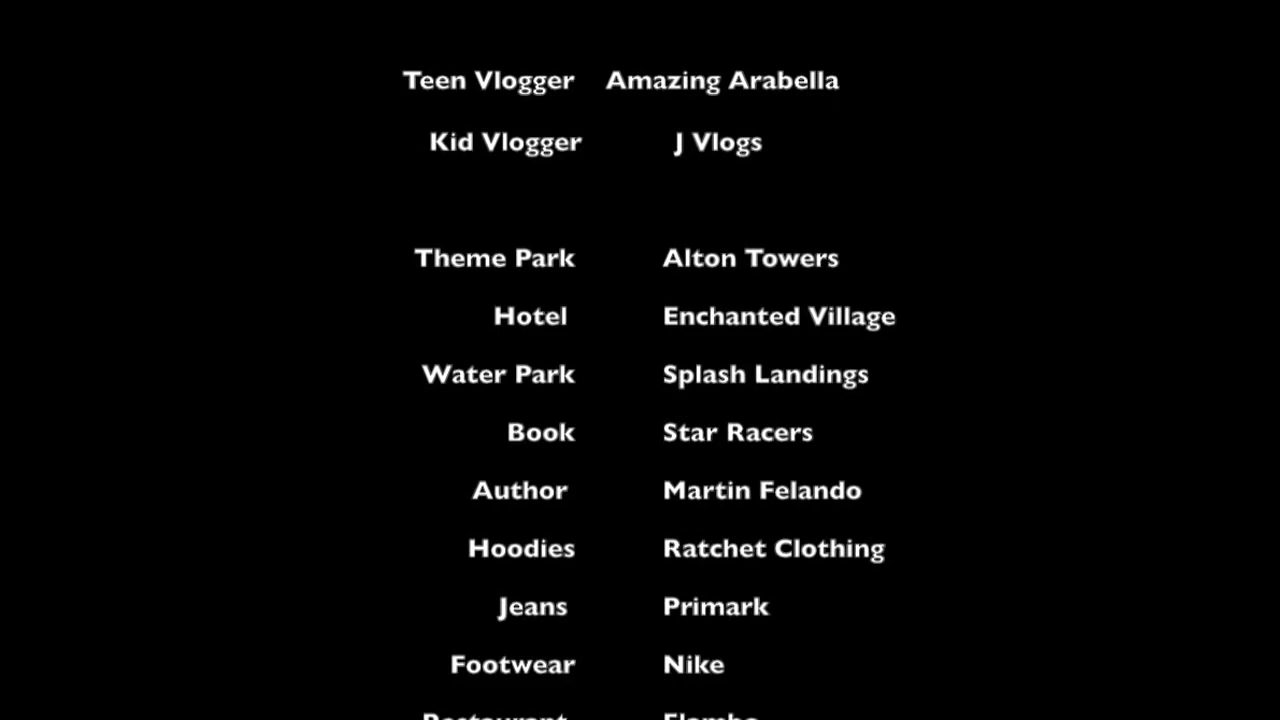 Teen Vlogger Amazing Arabella
Kid Vlogger J Vlogs
Theme Park Alton Towers
Hotel Enchanted Village
Water Park Splash Landings
Book Star Racers
Author Martin Felando
Hoodies Ratchet Clothing
Jeans Primark
Footwear Nike
Restaurant